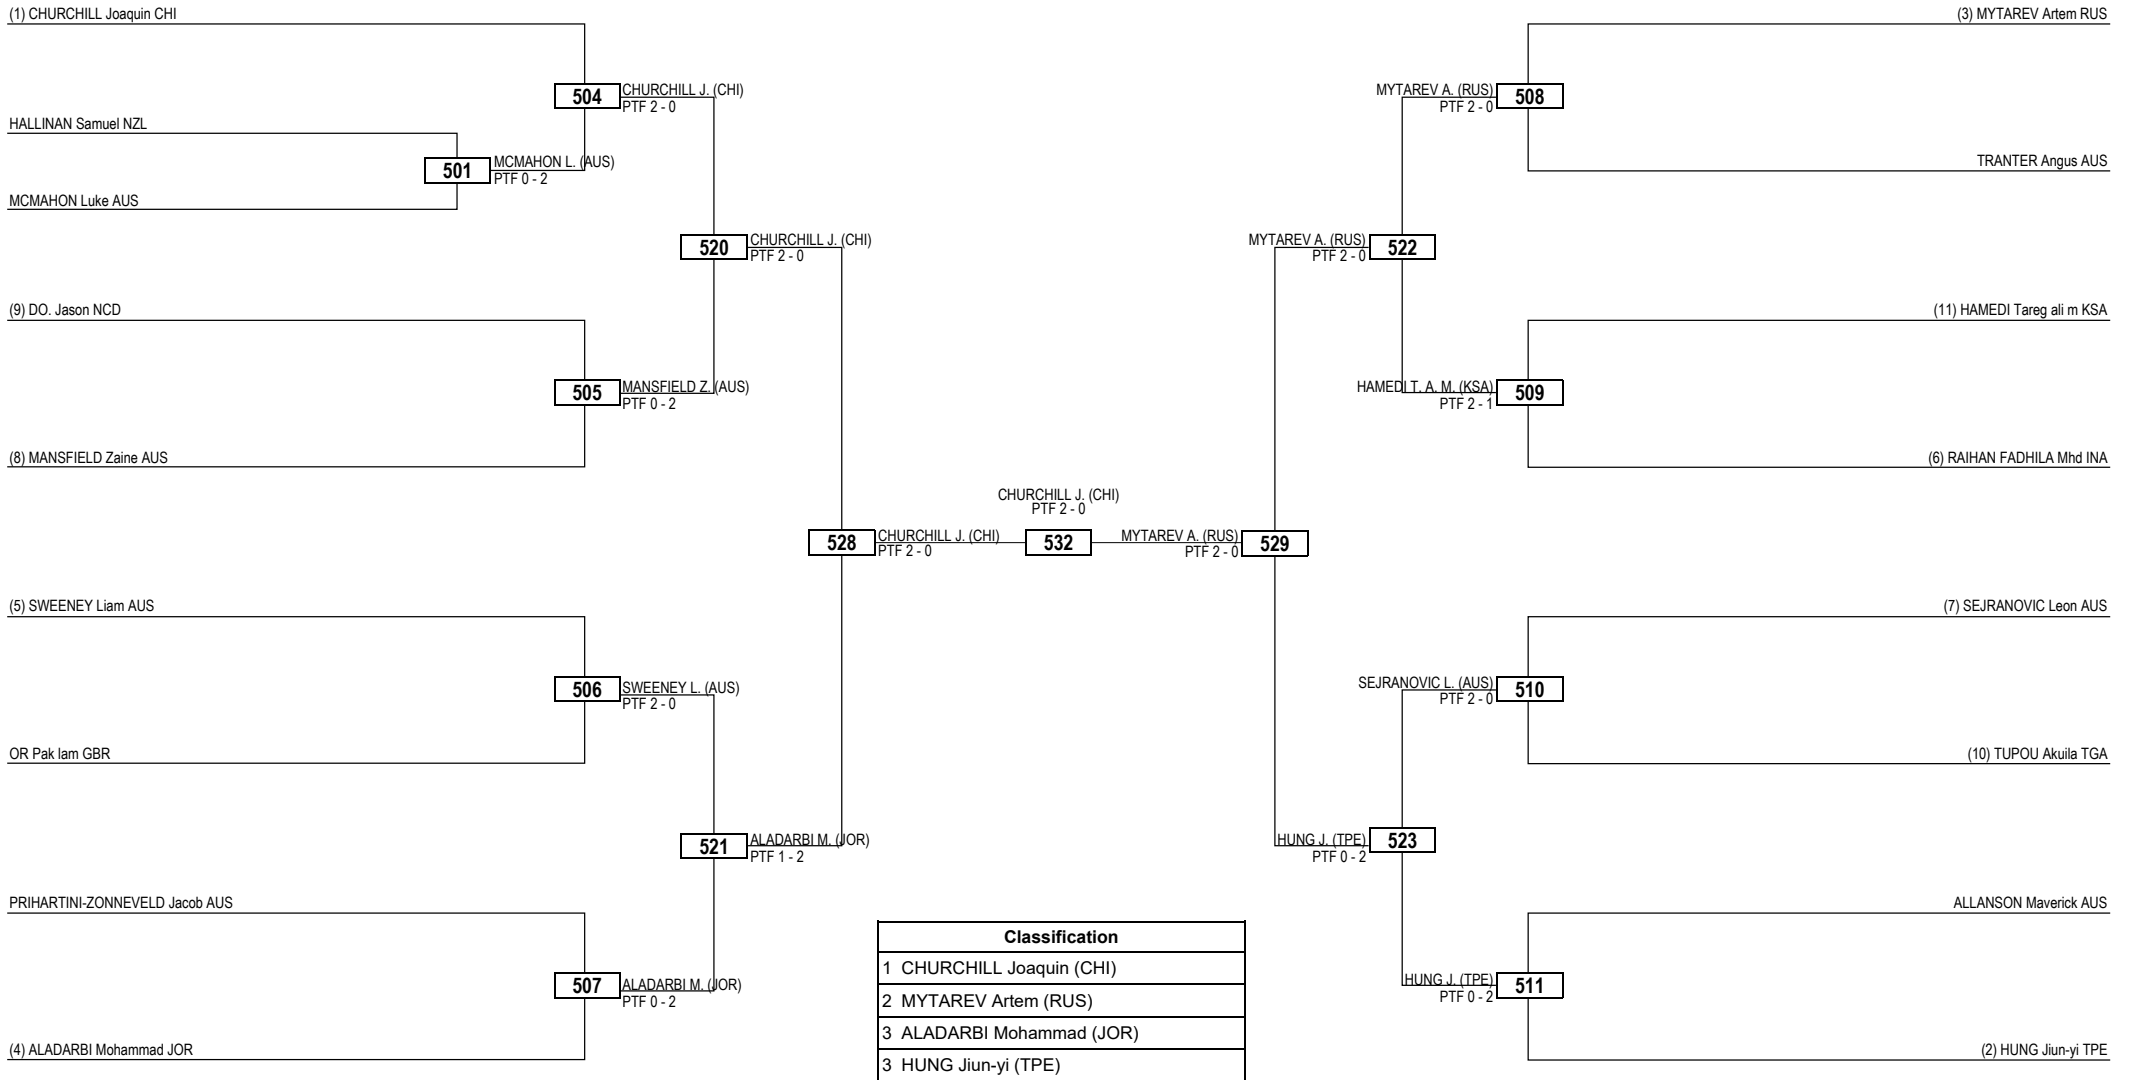 (1) CHURCHILL Joaquin CHI
504
CHURCHILL J. (CHI)
PTF 2 - 0
HALLINAN Samuel NZL
501
MCMAHON L. (AUS)
PTF 0 - 2
MCMAHON Luke AUS
520
CHURCHILL J. (CHI)
PTF 2 - 0
(9) DO. Jason NCD
505
MANSFIELD Z. (AUS)
PTF 0 - 2
(8) MANSFIELD Zaine AUS
528
CHURCHILL J. (CHI)
PTF 2 - 0
(5) SWEENEY Liam AUS
506
SWEENEY L. (AUS)
PTF 2 - 0
OR Pak lam GBR
521
ALADARBI M. (JOR)
PTF 1 - 2
PRIHARTINI-ZONNEVELD Jacob AUS
507
ALADARBI M. (JOR)
PTF 0 - 2
(4) ALADARBI Mohammad JOR
CHURCHILL J. (CHI)
PTF 2 - 0
532
(3) MYTAREV Artem RUS
MYTAREV A. (RUS)
PTF 2 - 0
508
TRANTER Angus AUS
MYTAREV A. (RUS)
PTF 2 - 0
522
(11) HAMEDI Tareg ali m KSA
HAMEDI T. A. M. (KSA)
PTF 2 - 1
509
(6) RAIHAN FADHILA Mhd INA
MYTAREV A. (RUS)
PTF 2 - 0
529
(7) SEJRANOVIC Leon AUS
SEJRANOVIC L. (AUS)
PTF 2 - 0
510
(10) TUPOU Akuila TGA
HUNG J. (TPE)
PTF 0 - 2
523
ALLANSON Maverick AUS
HUNG J. (TPE)
PTF 0 - 2
511
(2) HUNG Jiun-yi TPE
Classification
1 CHURCHILL Joaquin (CHI)
2 MYTAREV Artem (RUS)
3 ALADARBI Mohammad (JOR)
3 HUNG Jiun-yi (TPE)